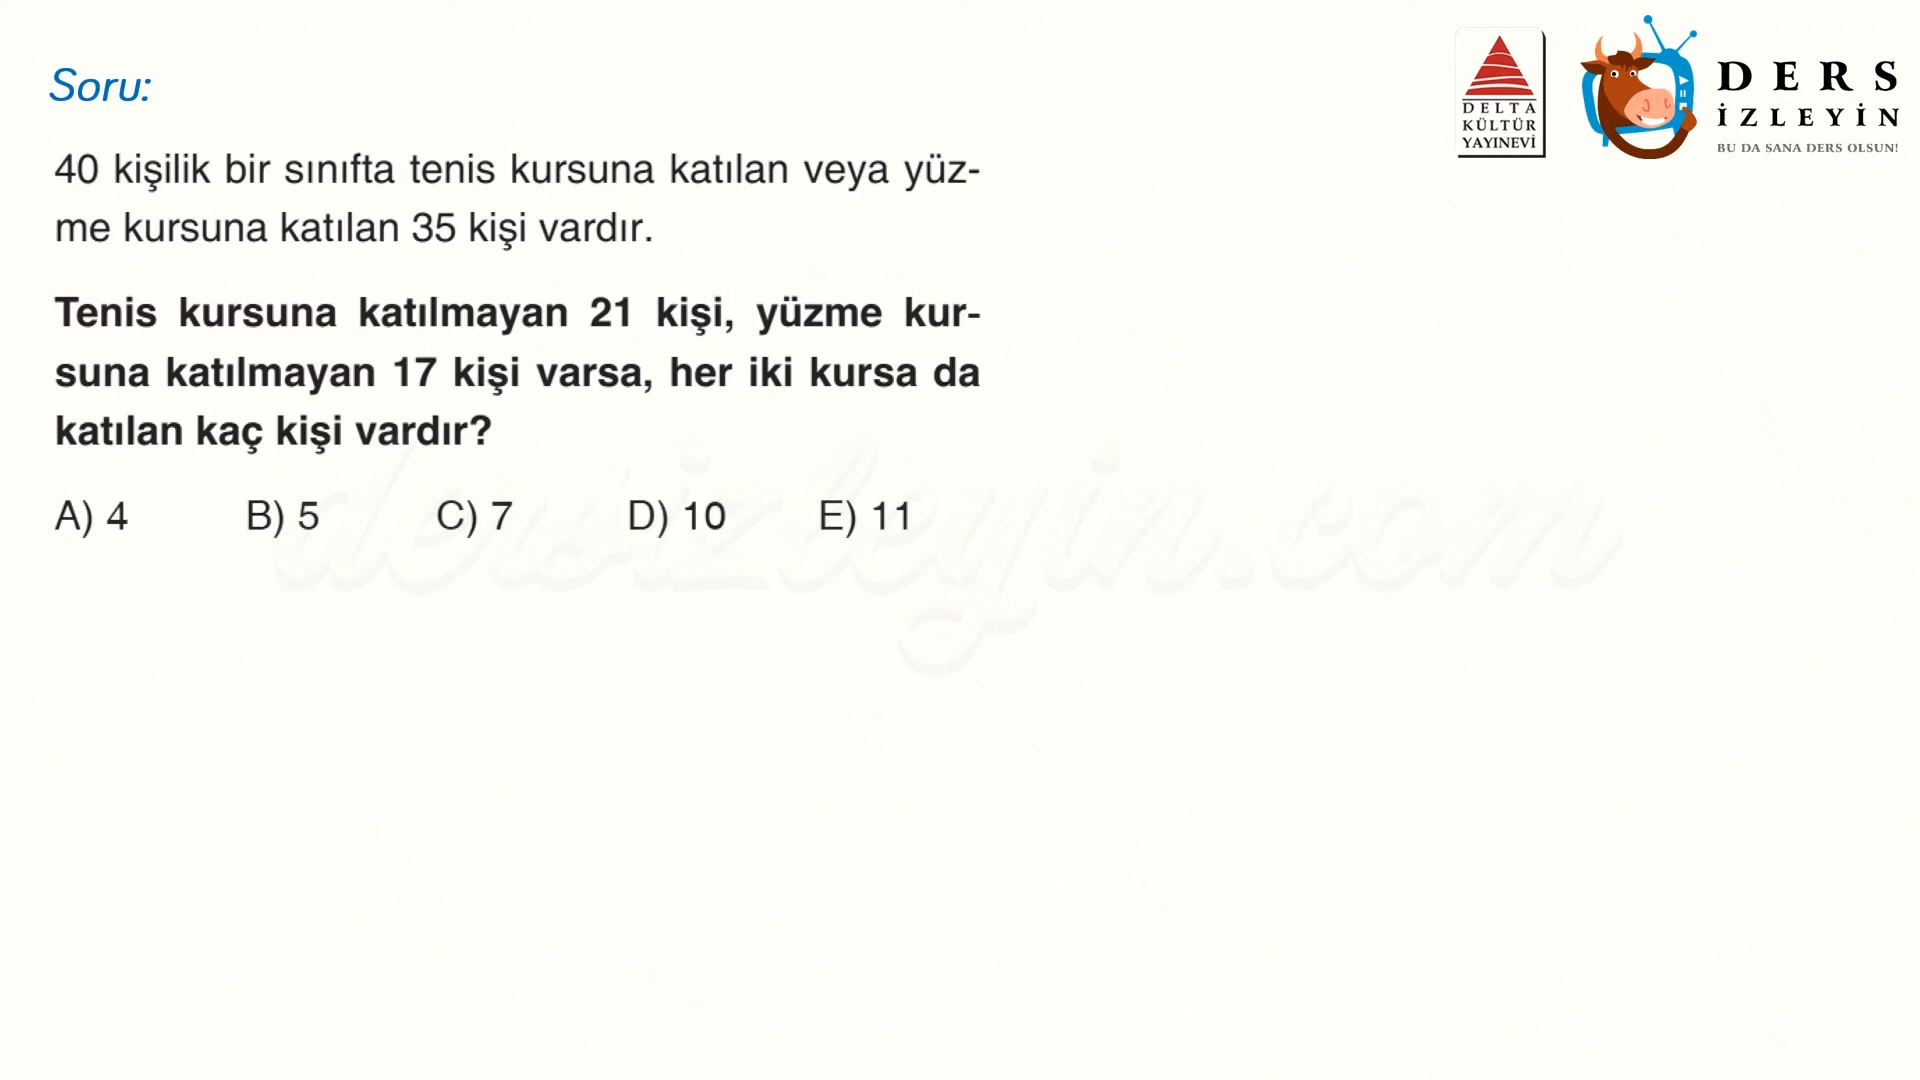 Soru:
DELTA
KÜLTÜR
YAYINEVİ
DERS
İZLEYİN
BU DA SANA DERS OLSUN!
40 kişilik bir sınıfta tenis kursuna katılan veya yüz-
me kursuna katılan 35 kişi vardır.
Tenis kursuna katılmayan 21 kişi, yüzme kur-
suna katılmayan 17 kişi varsa, her iki kursa da
katılan kaç kişi vardır?
A) 4 B) 5 C) 7 D) 10 E) 11
dersizleyin.com